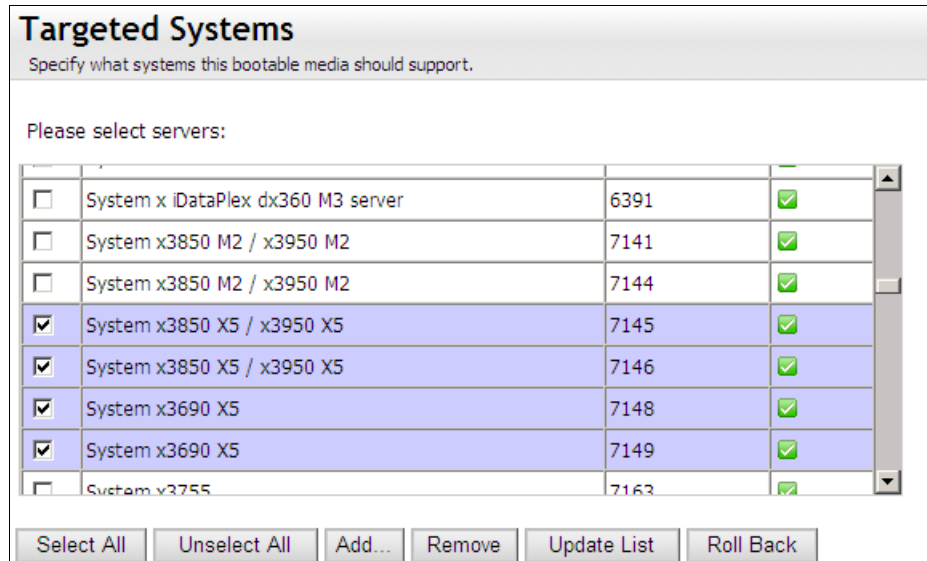 Targeted Systems
Specify what systems this bootable media should support.
Please select servers:
System x iDataPlex dx360 M3 server 6391
System x3850 M2 / x3950 M2 7141
System x3850 M2 / x3950 M2 7144
System x3850 X5 / x3950 X5 7145
System x3850 X5 / x3950 X5 7146
System x3690 X5 7148
System x3690 X5 7149
System x3755 7163
Select All Unselect All Add... Remove Update List Roll Back